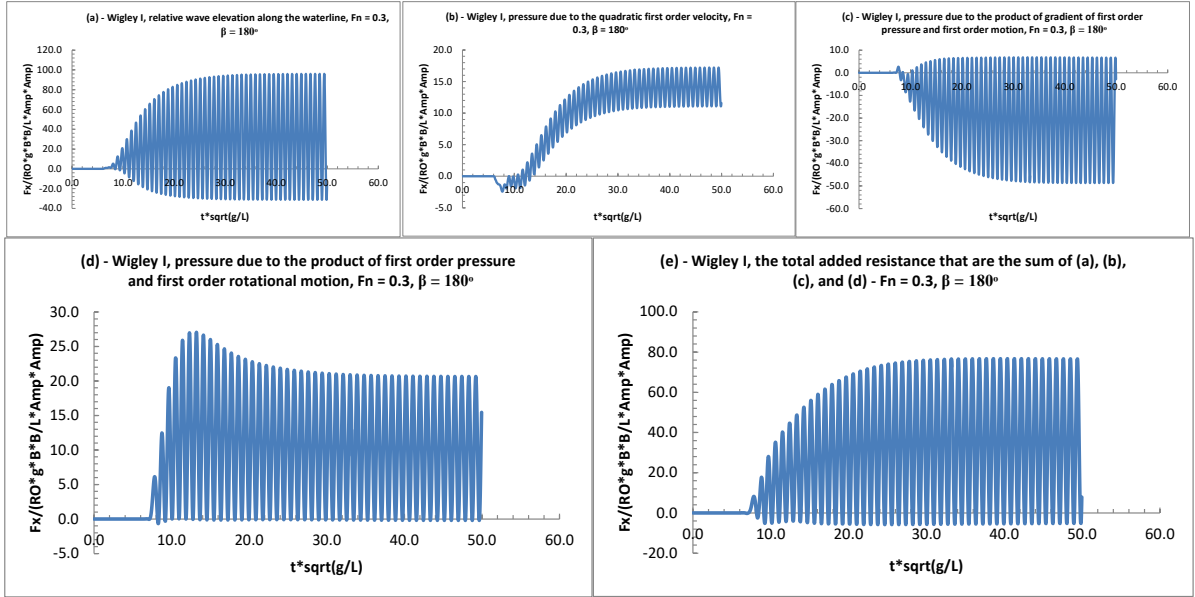 (a) - Wigley I, relative wave elevation along the waterline, Fn = 0.3,
β = 180º
120.0
100.0
80.0
60.0
40.0
20.0
0.0
-20.0
-40.0
0.0 10.0 20.0 30.0 40.0 50.0 60.0
Fx/(RO*g*B*B/L*Amp*Amp)
t*sqrt(g/L)
(b) - Wigley I, pressure due to the quadratic first order velocity, Fn =
0.3, β = 180º
20.0
15.0
10.0
5.0
0.0
-5.0
0.0 10.0 20.0 30.0 40.0 50.0 60.0
Fx/(RO*g*B*B/L*Amp*Amp)
t*sqrt(g/L)
(c) - Wigley I, pressure due to the product of gradient of first order
pressure and first order motion, Fn = 0.3, β = 180º
10.0
0.0
-10.0
-20.0
-30.0
-40.0
-50.0
-60.0
0.0 10.0 20.0 30.0 40.0 50.0 60.0
Fx/(RO*g*B*B/L*Amp*Amp)
t*sqrt(g/L)
(d) - Wigley I, pressure due to the product of first order pressure
and first order rotational motion, Fn = 0.3, β = 180º
30.0
25.0
20.0
15.0
10.0
5.0
0.0
-5.0
0.0 10.0 20.0 30.0 40.0 50.0 60.0
Fx/(RO*g*B*B/L*Amp*Amp)
t*sqrt(g/L)
(e) - Wigley I, the total added resistance that are the sum of (a), (b),
(c), and (d) - Fn = 0.3, β = 180º
100.0
80.0
60.0
40.0
20.0
0.0
-20.0
0.0 10.0 20.0 30.0 40.0 50.0 60.0
Fx/(RO*g*B*B/L*Amp*Amp)
t*sqrt(g/L)